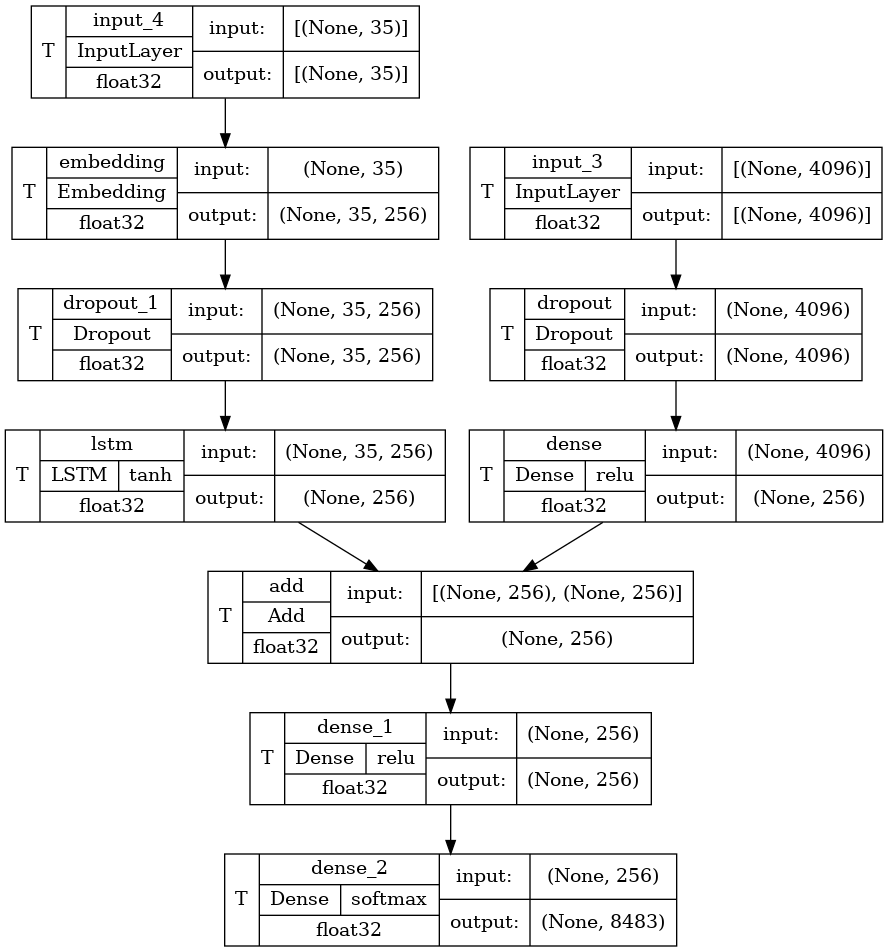 T
input_4
InputLayer
float32
input: [(None, 35)]
output: [(None, 35)]
T
embedding
Embedding
float32
input: (None, 35)
output: (None, 35, 256)
T
input_3
InputLayer
float32
input: [(None, 4096)]
output: [(None, 4096)]
T
dropout_1
Dropout
float32
input: (None, 35, 256)
output: (None, 35, 256)
T
dropout
Dropout
float32
input: (None, 4096)
output: (None, 4096)
T
lstm
LSTM tanh
float32
input: (None, 35, 256)
output: (None, 256)
T
dense
Dense relu
float32
input: (None, 4096)
output: (None, 256)
T
add
Add
float32
input: [(None, 256), (None, 256)]
output: (None, 256)
T
dense_1
Dense relu
float32
input: (None, 256)
output: (None, 256)
T
dense_2
Dense softmax
float32
input: (None, 256)
output: (None, 8483)